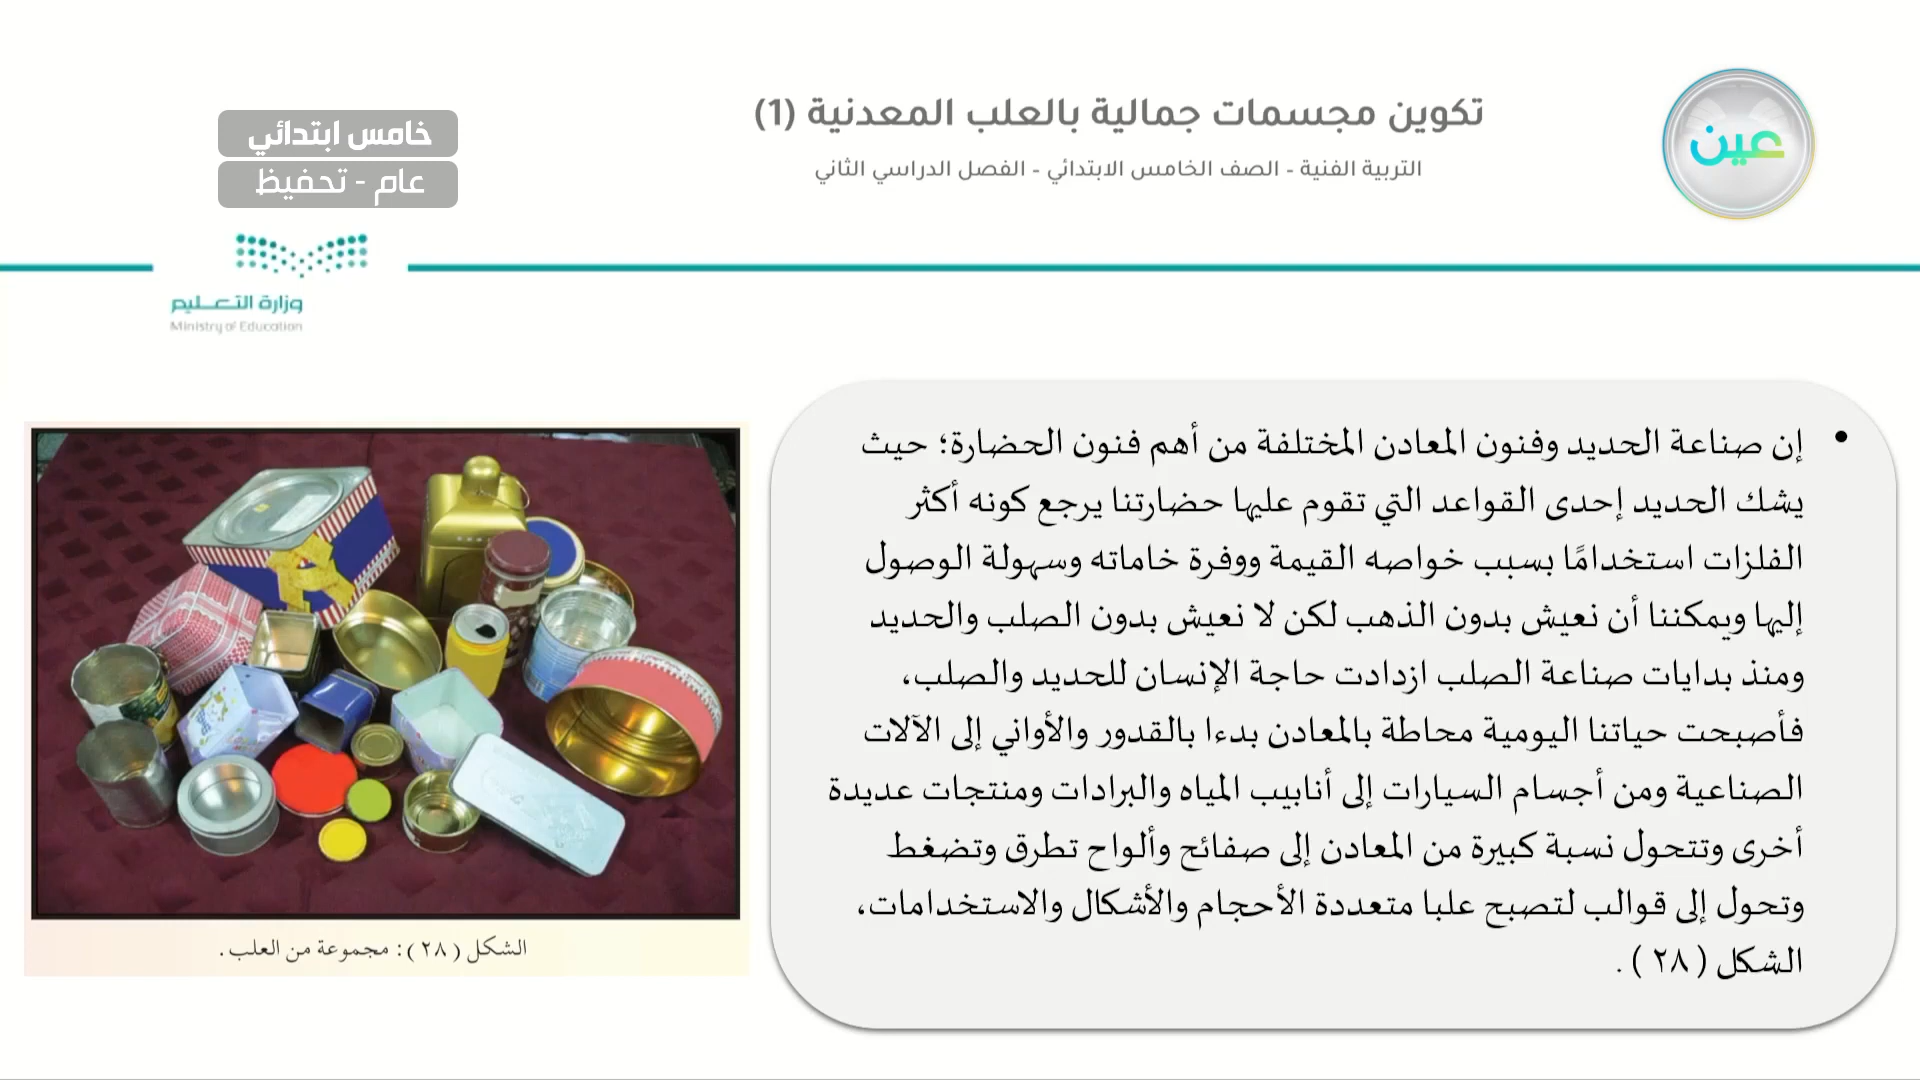 تكوين مجسمات جمالية بالعلب المعدنية (1)
التربية الفنية - الصف الخامس الابتدائي - الفصل الدراسي الثاني
عين
خامس ابتدائي
عام - تحفيظ
وزارة التعليم
Ministry of Education
• إن صناعة الحديد وفنون المعادن المختلفة من أهم فنون الحضارة؛ حيث
يشك الحديد إحدى القواعد التي تقوم عليها حضارتنا يرجع كونه أكثر
الفلزات استخدامًا بسبب خواصه القيمة ووفرة خاماته وسهولة الوصول
إليها ويمكننا أن نعيش بدون الذهب لكن لا نعيش بدون الصلب والحديد
ومنذ بدايات صناعة الصلب ازدادت حاجة الإنسان للحديد والصلب،
فأصبحت حياتنا اليومية محاطة بالمعادن بدءا بالقدور والأواني إلى الآلات
الصناعية ومن أجسام السيارات إلى أنابيب المياه والبرادات ومنتجات عديدة
أخرى وتتحول نسبة كبيرة من المعادن إلى صفائح وألواح تطرق وتضغط
وتحول إلى قوالب لتصبح علبا متعددة الأحجام والأشكال والاستخدامات،
الشكل ( ٢٨ ) .
الشكل ( ٢٨ ) : مجموعة من العلب .